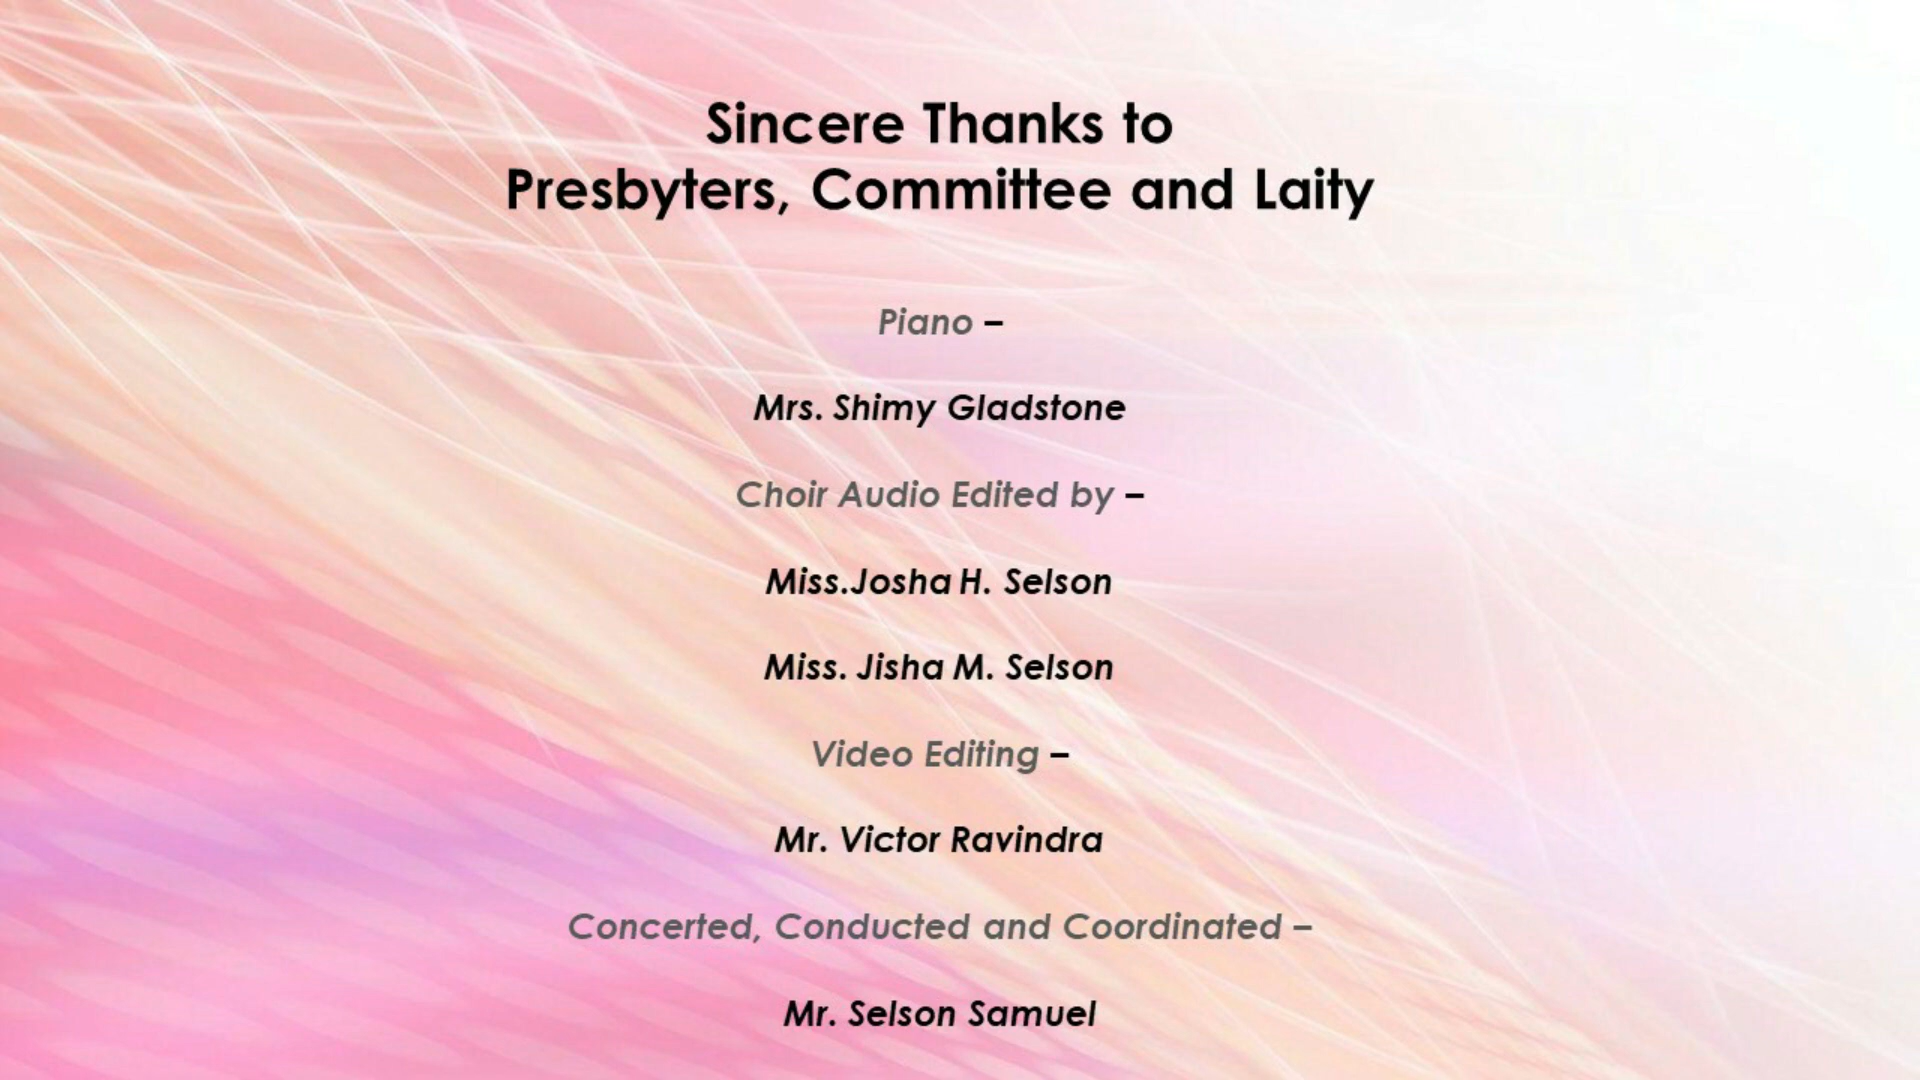 Sincere Thanks to
Presbyters, Committee and Laity
Piano –
Mrs. Shimy Gladstone
Choir Audio Edited by –
Miss.Josha H. Selson
Miss. Jisha M. Selson
Video Editing –
Mr. Victor Ravindra
Concerted, Conducted and Coordinated –
Mr. Selson Samuel